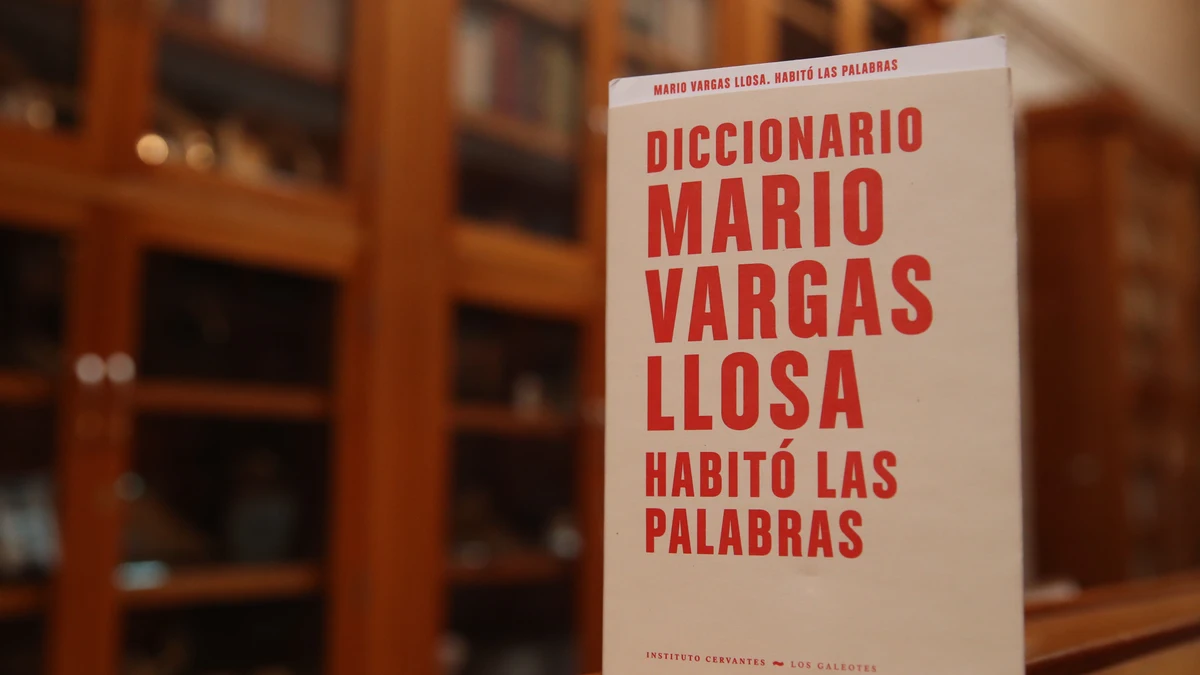 MARIO VARGAS LLOSA. HABITÓ LAS PALABRAS
DICCIONARIO
MARIO
VARGAS
LLOSA
HABITÓ LAS
PALABRAS
INSTITUTO CERVANTES ~ LOS GALEOTES